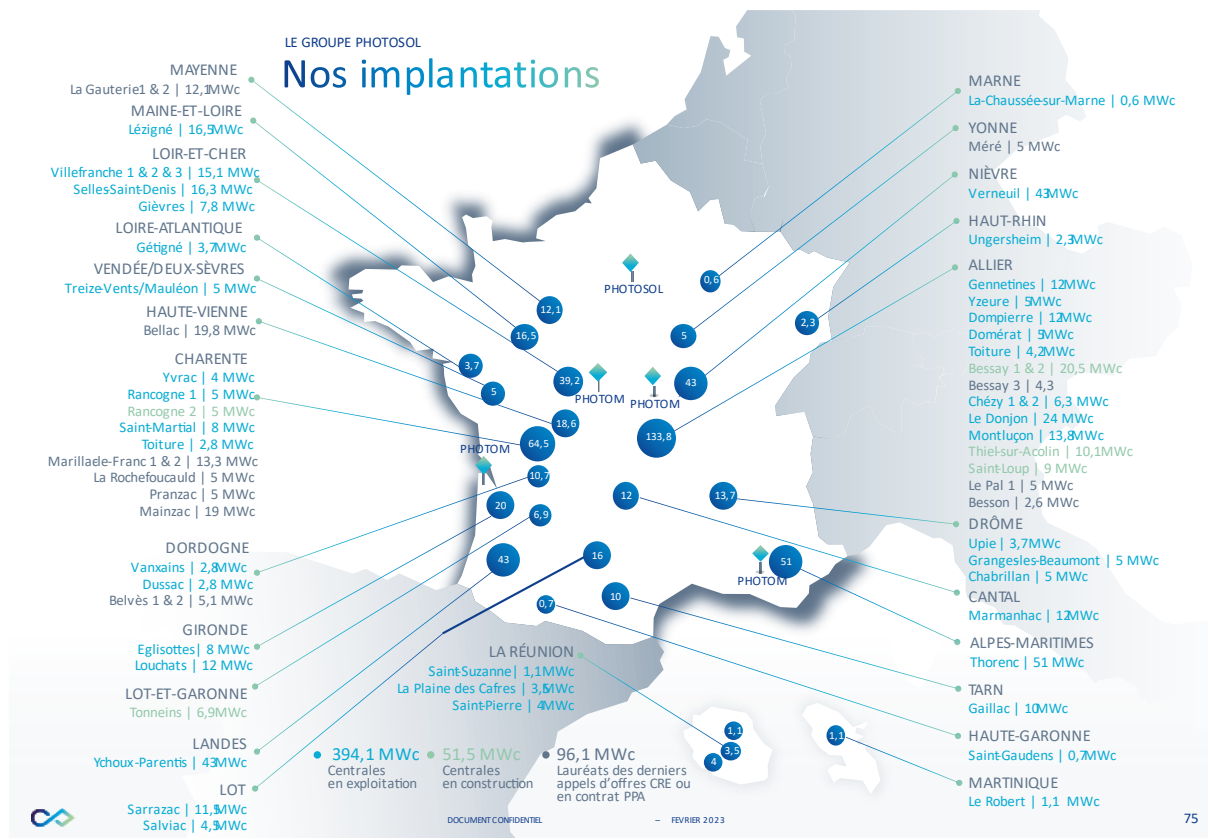 LE GROUPE PHOTOSOL
Nos implantations
MAYENNE
La Gauterie1 & 2 | 12,1MWc
MAINE-ET-LOIRE
Lézigné | 16,5MWc
LOIR-ET-CHER
Villefranche 1 & 2 & 3 | 15,1 MWc
Selles-Saint-Denis | 16,3 MWc
Gièvres | 7,8 MWc
LOIRE-ATLANTIQUE
Gétigné | 3,7MWc
VENDÉE/DEUX-SÈVRES
Treize-Vents/Mauléon | 5 MWc
HAUTE-VIENNE
Bellac | 19,8 MWc
CHARENTE
Yvrac | 4 MWc
Rancogne 1 | 5 MWc
Rancogne 2 | 5 MWc
Saint-Martial | 8 MWc
Toiture | 2,8 MWc
Marillac-le-Franc 1 & 2 | 13,3 MWc
La Rochefoucauld | 5 MWc
Pranzac | 5 MWc
Mainzac | 19 MWc
DORDOGNE
Vanxains | 2,8MWc
Dussac | 2,8 MWc
Belvès 1 & 2 | 5,1 MWc
GIRONDE
Eglisottes| 8 MWc
Louchats | 12 MWc
LOT-ET-GARONNE
Tonneins | 6,9MWc
LANDES
Ychoux-Parentis | 43MWc
LOT
Sarrazac | 11,5MWc
Salviac | 4,5MWc
PHOTOSOL
0,6
12,1
16,5
5
2,3
3,7
5
39,2
PHOTOM
PHOTOM
43
18,6
64,5
133,8
PHOTOM
10,7
20
6,9
12
13,7
43
16
PHOTOM
51
0,7
10
LA RÉUNION
Saint-Suzanne| 1,1MWc
La Plaine des Cafres | 3,5MWc
Saint-Pierre | 4MWc
1,1
3,5
4
1,1
394,1 MWc
Centrales
en exploitation
51,5 MWc
Centrales
en construction
96,1 MWc
Lauréats des derniers
appels d'offres CRE ou
en contrat PPA
MARNE
La-Chaussée-sur-Marne | 0,6 MWc
YONNE
Méré | 5 MWc
NIÈVRE
Verneuil | 43MWc
HAUT-RHIN
Ungersheim | 2,3MWc
ALLIER
Gennetines | 12MWc
Yzeure | 5MWc
Dompierre | 12MWc
Domérat | 5MWc
Toiture | 4,2MWc
Bessay 1 & 2 | 20,5 MWc
Bessay 3 | 4,3
Chézy 1 & 2 | 6,3 MWc
Le Donjon | 24 MWc
Montluçon | 13,8MWc
Thiel-sur-Acolin | 10,1MWc
Saint-Loup | 9 MWc
Le Pal 1 | 5 MWc
Besson | 2,6 MWc
DRÔME
Upie | 3,7MWc
Granges-les-Beaumont | 5 MWc
Chabrillan | 5 MWc
CANTAL
Marmanhac | 12MWc
ALPES-MARITIMES
Thorenc | 51 MWc
TARN
Gaillac | 10MWc
HAUTE-GARONNE
Saint-Gaudens | 0,7MWc
MARTINIQUE
Le Robert | 1,1 MWc
DOCUMENT CONFIDENTIEL – FEVRIER 2023
75